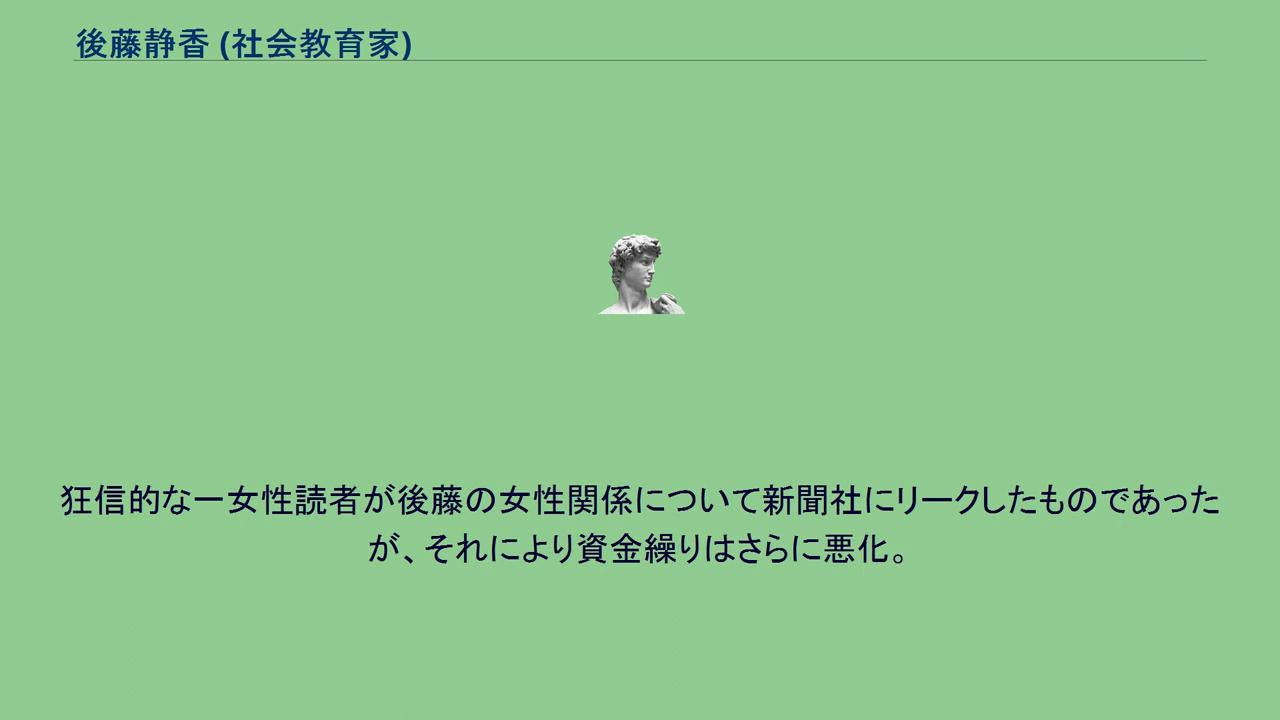 後藤静香 (社会教育家)
狂信的な一女性読者が後藤の女性関係について新聞社にリークしたものであった
が、それにより資金繰りはさらに悪化。